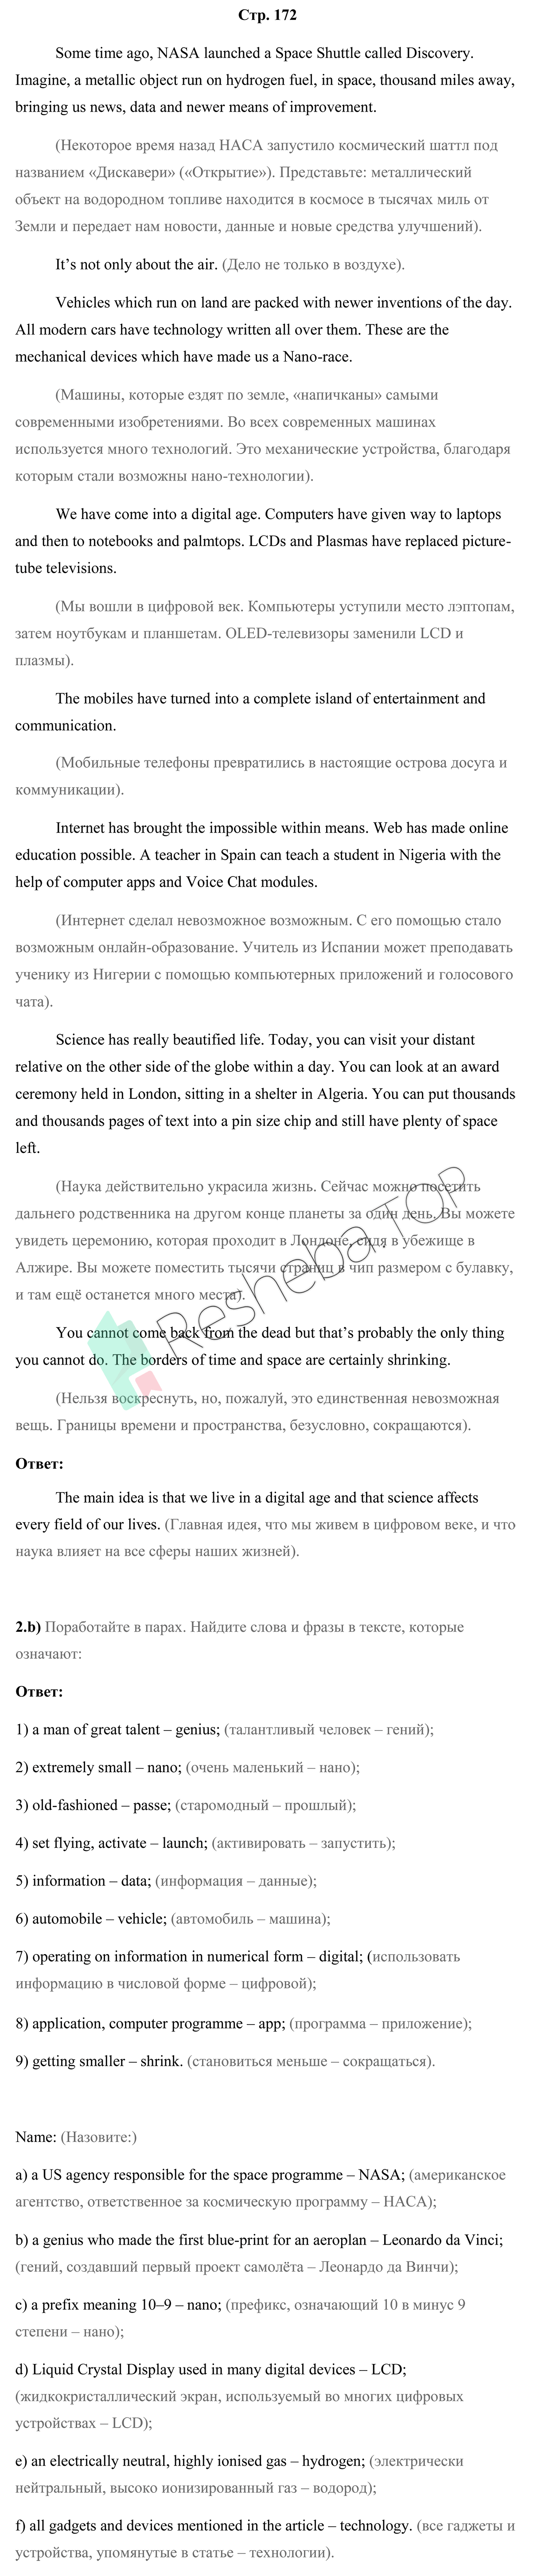 Стр. 172
Some time ago, NASA launched a Space Shuttle called Discovery.
Imagine, a metallic object run on hydrogen fuel, in space, thousand miles away,
bringing us news, data and newer means of improvement.
(Некоторое время назад НАСА запустило космический шаттл под
названием «Дискавери» («Открытие»). Представьте: металлический
объект на водородном топливе находится в космосе в тысячах миль от
Земли и передает нам новости, данные и новые средства улучшений).
It’s not only about the air. (Дело не только в воздухе).
Vehicles which run on land are packed with newer inventions of the day.
All modern cars have technology written all over them. These are the
mechanical devices which have made us a Nano-race.
(Машины, которые ездят по земле, «напичканы» самыми
современными изобретениями. Во всех современных машинах
используется много технологий. Это механические устройства, благодаря
которым стали возможны нано-технологии).
We have come into a digital age. Computers have given way to laptops
and then to notebooks and palmtops. LCDs and Plasmas have replaced picture-
tube televisions.
(Мы вошли в цифровой век. Компьютеры уступили место лэптопам,
затем ноутбукам и планшетам. OLED-телевизоры заменили LCD и
плазмы).
The mobiles have turned into a complete island of entertainment and
communication.
(Мобильные телефоны превратились в настоящие острова досуга и
коммуникации).
Internet has brought the impossible within means. Web has made online
education possible. A teacher in Spain can teach a student in Nigeria with the
help of computer apps and Voice Chat modules.
(Интернет сделал невозможное возможным. С его помощью стало
возможным онлайн-образование. Учитель из Испании может преподавать
ученику из Нигерии с помощью компьютерных приложений и голосового
чата).
Science has really beautified life. Today, you can visit your distant
relative on the other side of the globe within a day. You can look at an award
ceremony held in London, sitting in a shelter in Algeria. You can put thousands
and thousands pages of text into a pin size chip and still have plenty of space
left.
(Наука действительно украсила жизнь. Сейчас можно посетить
дальнего родственника на другом конце планеты за один день. Вы можете
увидеть церемонию, которая проходит в Лондоне, сидя в убежище в
Алжире. Вы можете поместить тысячи страниц в чип размером с булавку,
и там ещё останется много места).
Resheba.TOP
You cannot come back from the dead but that’s probably the only thing
you cannot do. The borders of time and space are certainly shrinking.
(Нельзя воскреснуть, но, пожалуй, это единственная невозможная
вещь. Границы времени и пространства, безусловно, сокращаются).
Ответ:
The main idea is that we live in a digital age and that science affects
every field of our lives. (Главная идея, что мы живем в цифровом веке, и что
наука влияет на все сферы наших жизней).
2.b) Поработайте в парах. Найдите слова и фразы в тексте, которые
означают:
Ответ:
1) a man of great talent – genius; (талантливый человек – гений);
2) extremely small – nano; (очень маленький – нано);
3) old-fashioned – passe; (старомодный – прошлый);
4) set flying, activate – launch; (активировать – запустить);
5) information – data; (информация – данные);
6) automobile – vehicle; (автомобиль – машина);
7) operating on information in numerical form – digital; (использовать
информацию в числовой форме – цифровой);
8) application, computer programme – app; (программа – приложение);
9) getting smaller – shrink. (становиться меньше – сокращаться).
Name: (Назовите:)
a) a US agency responsible for the space programme – NASA; (американское
агентство, ответственное за космическую программу – НАСА);
b) a genius who made the first blue-print for an aeroplan – Leonardo da Vinci;
(гений, создавший первый проект самолёта – Леонардо да Винчи);
c) a prefix meaning 10–9 – nano; (префикс, означающий 10 в минус 9
степени – нано);
d) Liquid Crystal Display used in many digital devices – LCD;
(жидкокристаллический экран, используемый во многих цифровых
устройствах – LCD);
e) an electrically neutral, highly ionised gas – hydrogen; (электрически
нейтральный, высоко ионизированный газ – водород);
f) all gadgets and devices mentioned in the article – technology. (все гаджеты и
устройства, упомянутые в статье – технологии).